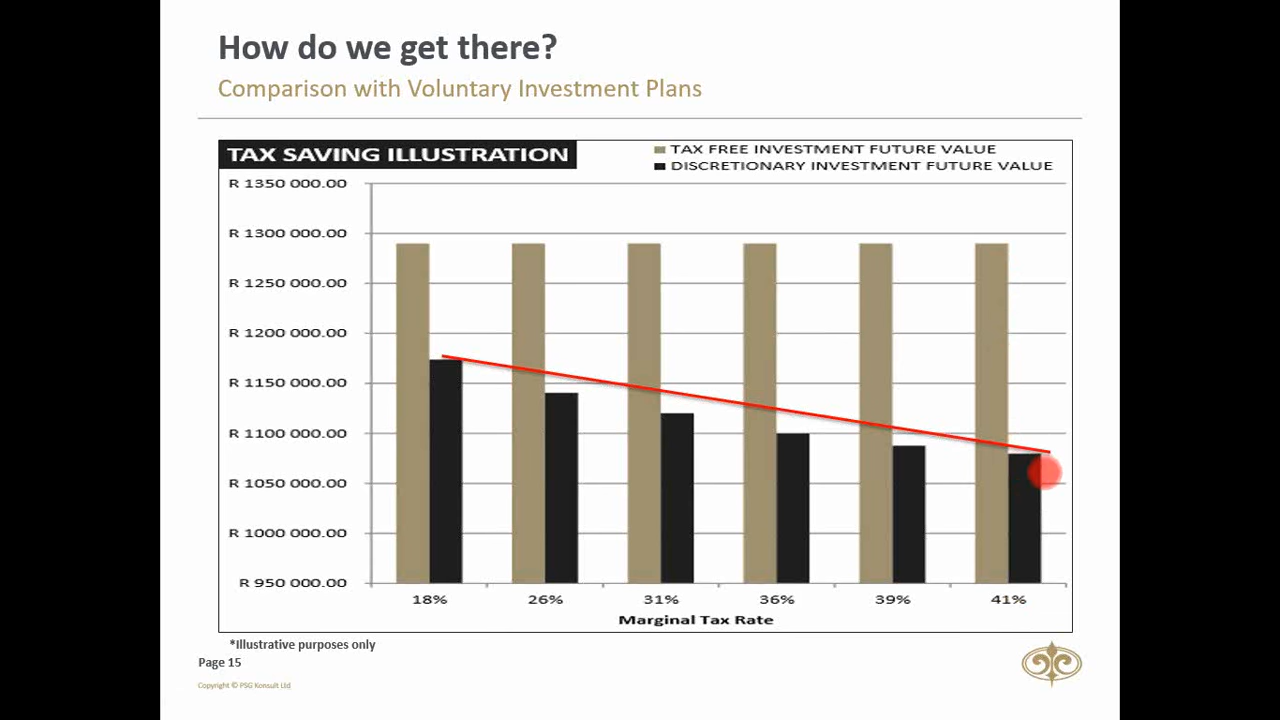 How do we get there?
Comparison with Voluntary Investment Plans
TAX SAVING ILLUSTRATION
TAX FREE INVESTMENT FUTURE VALUE
DISCRETIONARY INVESTMENT FUTURE VALUE
R 1350 000.00
R 1300 000.00
R 1250 000.00
R 1200 000.00
R 1150 000.00
R 1100 000.00
R 1050 000.00
R 1000 000.00
R 950 000.00
18% 26% 31% 36% 39% 41%
Marginal Tax Rate
*Illustrative purposes only
Page 15
Copyright © PSG Konsult Ltd